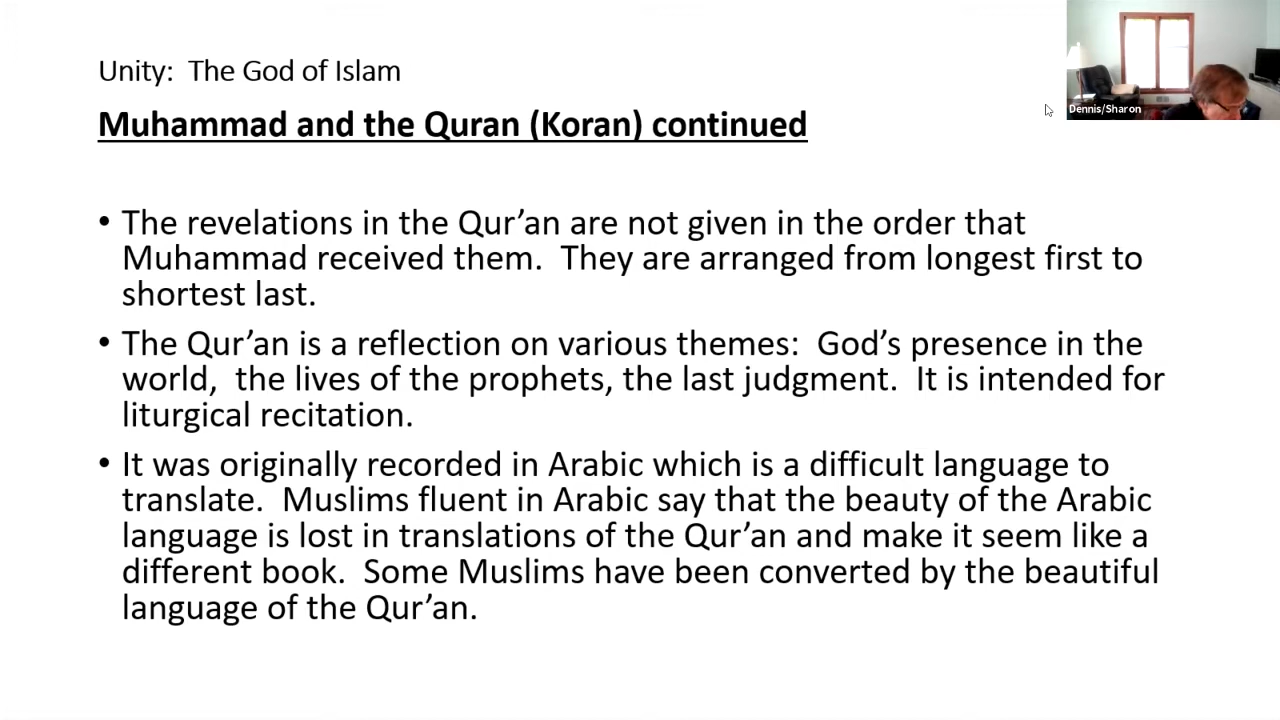 Unity:  The God of Islam
Muhammad and the Quran (Koran) continued
Dennis/Sharon
• The revelations in the Qur’an are not given in the order that
Muhammad received them.  They are arranged from longest first to
shortest last.
• The Qur’an is a reflection on various themes:  God’s presence in the
world,  the lives of the prophets, the last judgment.  It is intended for
liturgical recitation.
• It was originally recorded in Arabic which is a difficult language to
translate.  Muslims fluent in Arabic say that the beauty of the Arabic
language is lost in translations of the Qur’an and make it seem like a
different book.  Some Muslims have been converted by the beautiful
language of the Qur’an.